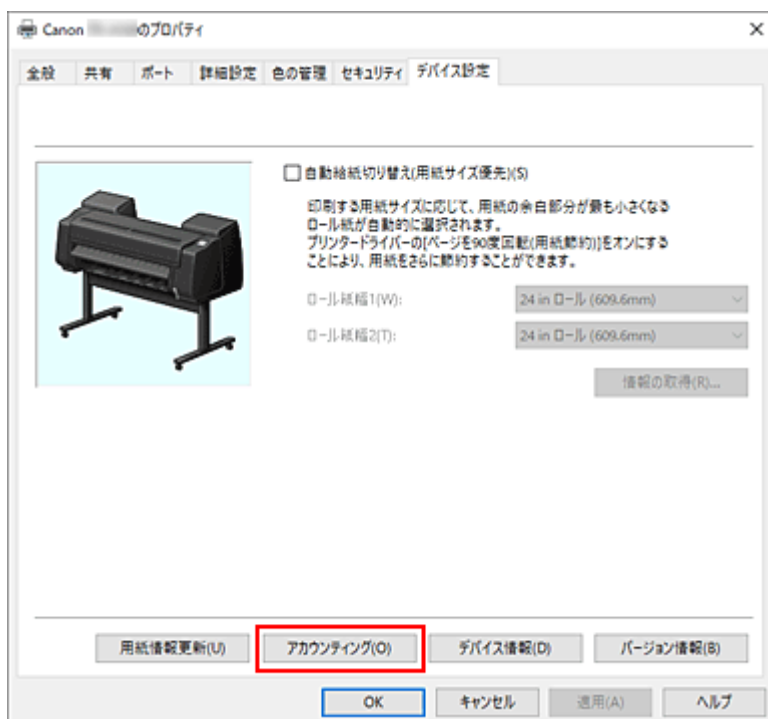 Canon のプロパティ
全般 共有 ポート 詳細設定 色の管理 セキュリティ デバイス設定
自動給紙切り替え(用紙サイズ優先)(S)
印刷する用紙サイズに応じて、用紙の余白部分が最も小さくなる
ロール紙が自動的に選択されます。
プリンタードライバーの[ページを90度回転(用紙節約)]をオンにする
ことにより、用紙をさらに節約することができます。
ロール紙幅1(W): 24 in ロール (609.6mm)
ロール紙幅2(T): 24 in ロール (609.6mm)
情報の取得(R)...
用紙情報更新(U) アカウンティング(O) デバイス情報(D) バージョン情報(B)
OK キャンセル 適用(A) ヘルプ